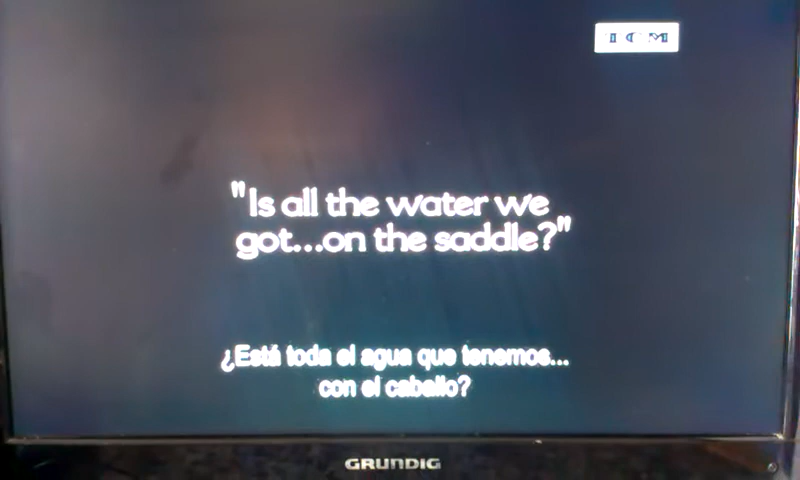 TCM
"Is all the water we
got...on the saddle?"
¿Está toda el agua que tenemos...
con el caballo?
GRUNDIG